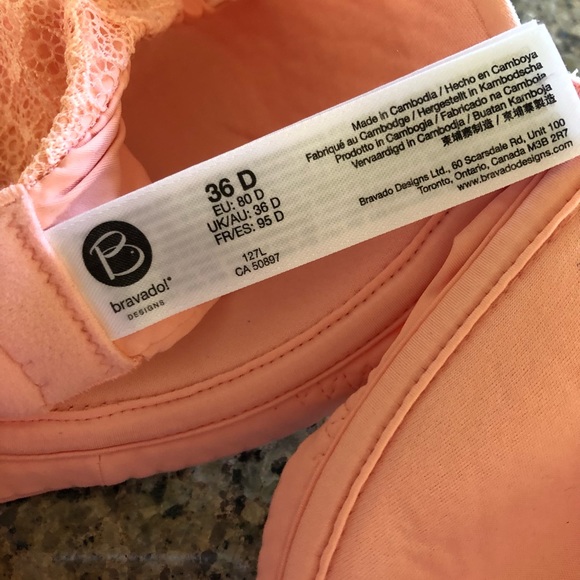 B
bravado!®
DESIGNS
36 D
EU: 80 D
UK/AU: 36 D
FR/ES: 95 D
127L
CA 50897
Made in Cambodia / Hecho en Camboya
Fabriqué au Cambodge / Hergestellt in Kambodscha
Prodotto in Cambogia / Fabricado na Camboja
Vervaardigd in Cambodja / Buatan Kamboja
柬埔寨制造 / 柬埔寨製造
Bravado Designs Ltd., 60 Scarsdale Rd. Unit 100
Toronto, Ontario, Canada M3B 2R7
www.bravadodesigns.com